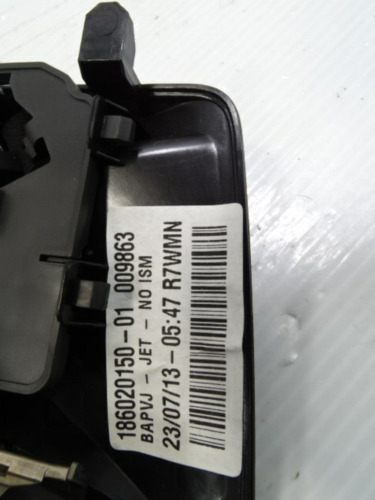 186020150-01 009863
BAPVJ - JET - NO ISM
23/07/13-05:47 R7WMN